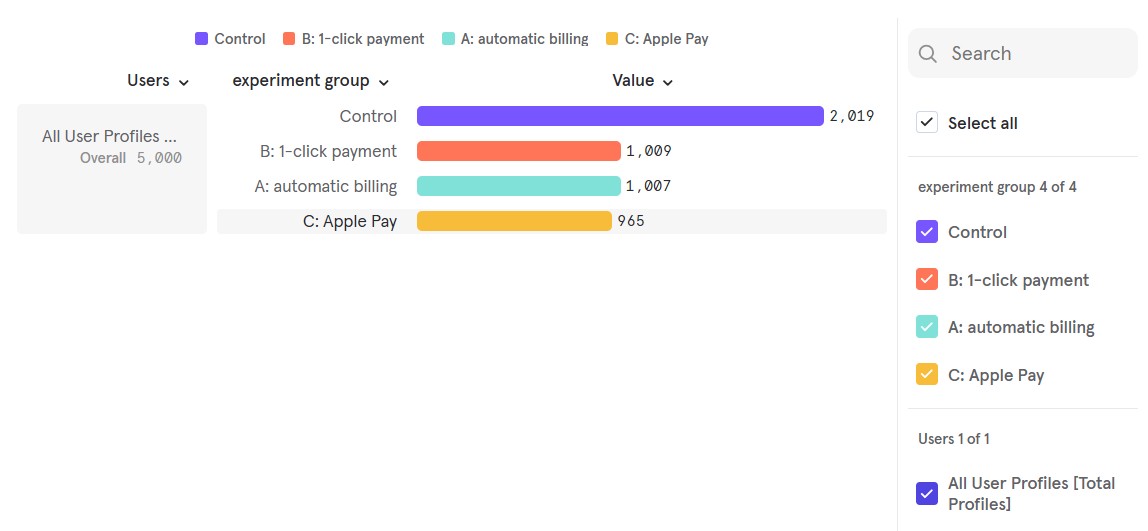 Control B: 1-click payment A: automatic billing C: Apple Pay
Users experiment group Value
All User Profiles ...
Overall 5,000
Control 2,019
B: 1-click payment 1,009
A: automatic billing 1,007
C: Apple Pay 965
Search
Select all
experiment group 4 of 4
Control
B: 1-click payment
A: automatic billing
C: Apple Pay
Users 1 of 1
All User Profiles [Total
Profiles]